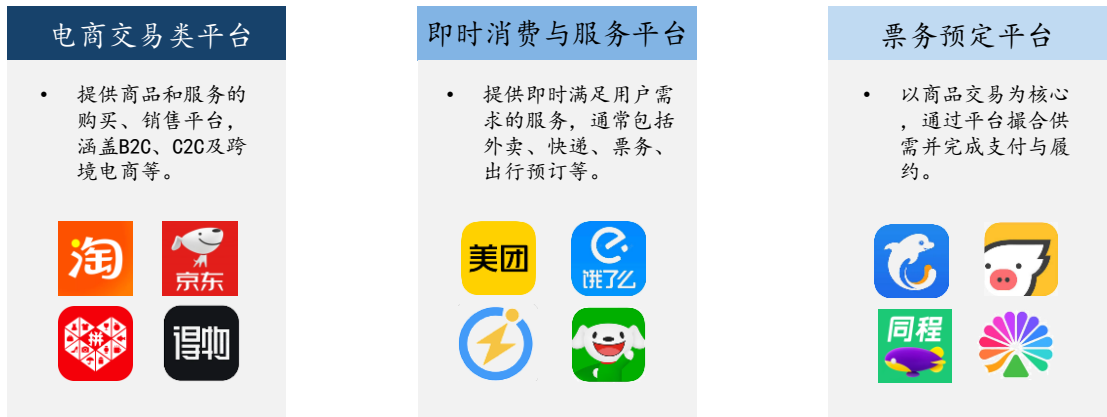 电商交易类平台
• 提供商品和服务的
购买、销售平台，
涵盖B2C、C2C及跨
境电商等。
淘
京东
拼
得物
即时消费与服务平台
• 提供即时满足用户需
求的服务，通常包括
外卖、快递、票务、
出行预订等。
美团
饿了么
票务预定平台
• 以商品交易为核心
，通过平台撮合供
需并完成支付与履
约。
同程